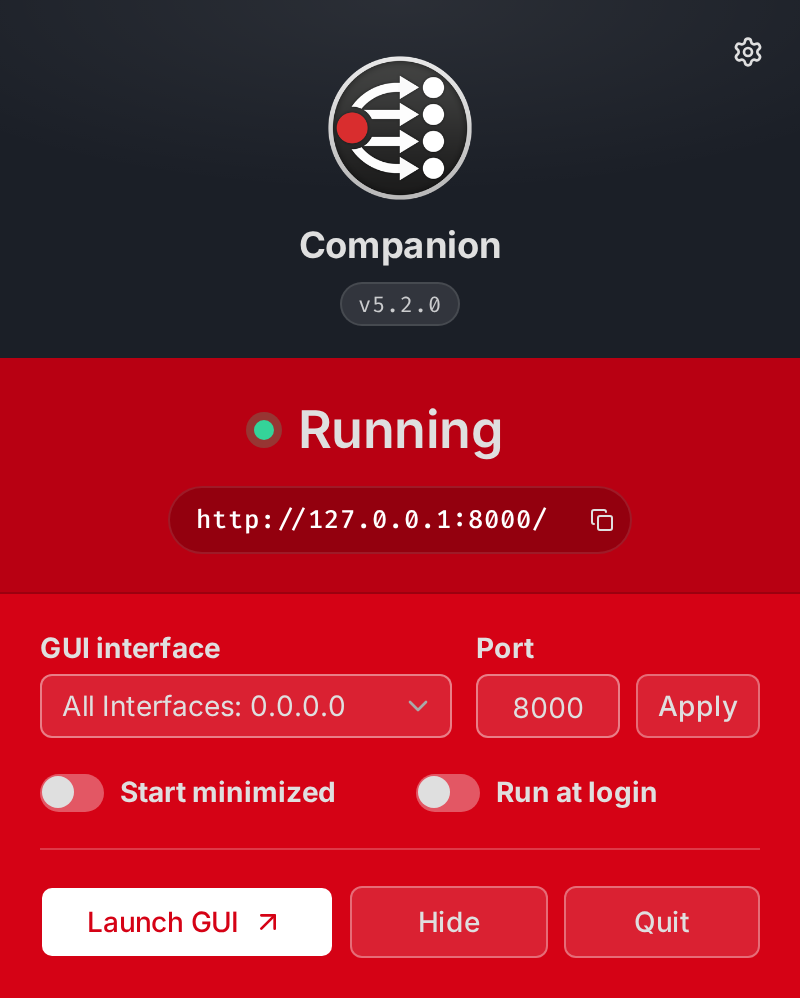 Companion
v5.2.0
Running
http://127.0.0.1:8000/
GUI interface
Port
All Interfaces: 0.0.0.0
8000
Apply
Start minimized
Run at login
Launch GUI
Hide
Quit